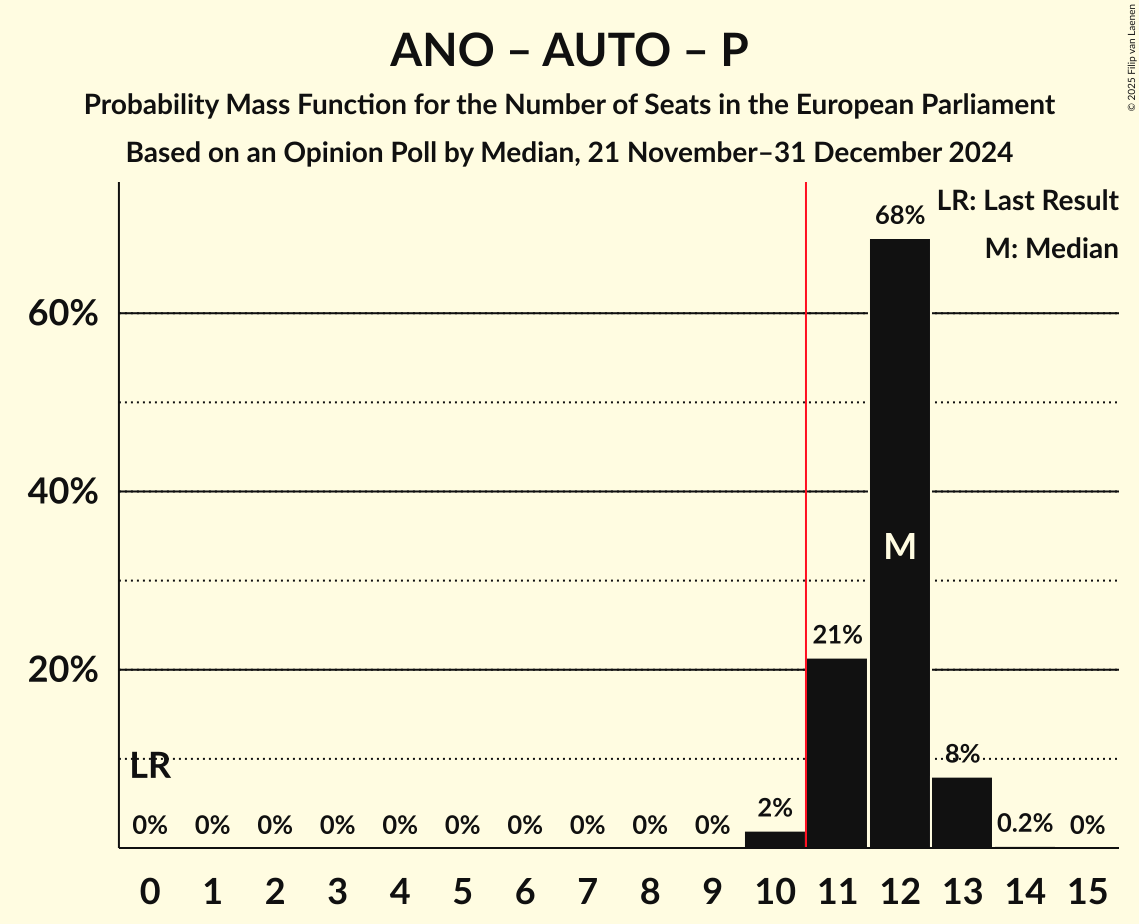 ANO – AUTO – P
Probability Mass Function for the Number of Seats in the European Parliament
Based on an Opinion Poll by Median, 21 November–31 December 2024
© 2025 Filip van Laenen
LR: Last Result
M: Median
60%
40%
20%
LR
M
0% 0% 0% 0% 0% 0% 0% 0% 0% 0% 2% 21% 68% 8% 0.2% 0%
0 1 2 3 4 5 6 7 8 9 10 11 12 13 14 15